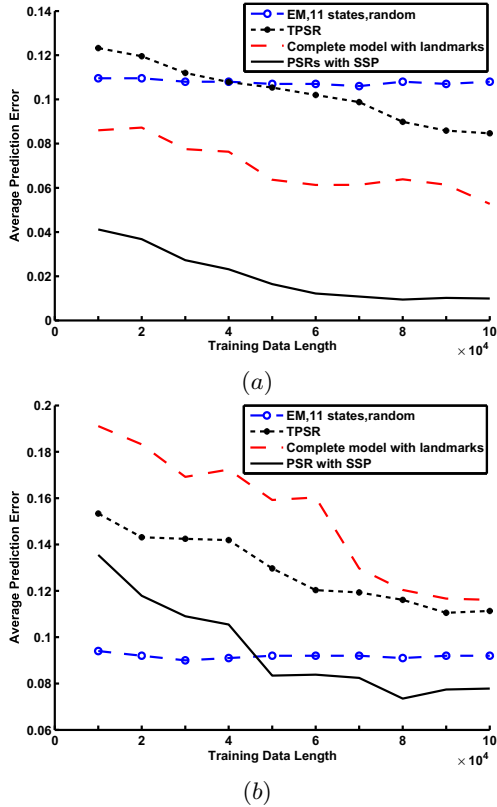 0.14
0.12
0.1
0.08
0.06
0.04
0.02
0
Average Prediction Error
EM,11 states,random
TPSR
Complete model with landmarks
PSRs with SSP
0 2 4 6 8 10
× 10^4
Training Data Length
(a)
0.2
0.18
0.16
0.14
0.12
0.1
0.08
0.06
Average Prediction Error
EM,11 states,random
TPSR
Complete model with landmarks
PSR with SSP
0 2 4 6 8 10
× 10^4
Training Data Length
(b)